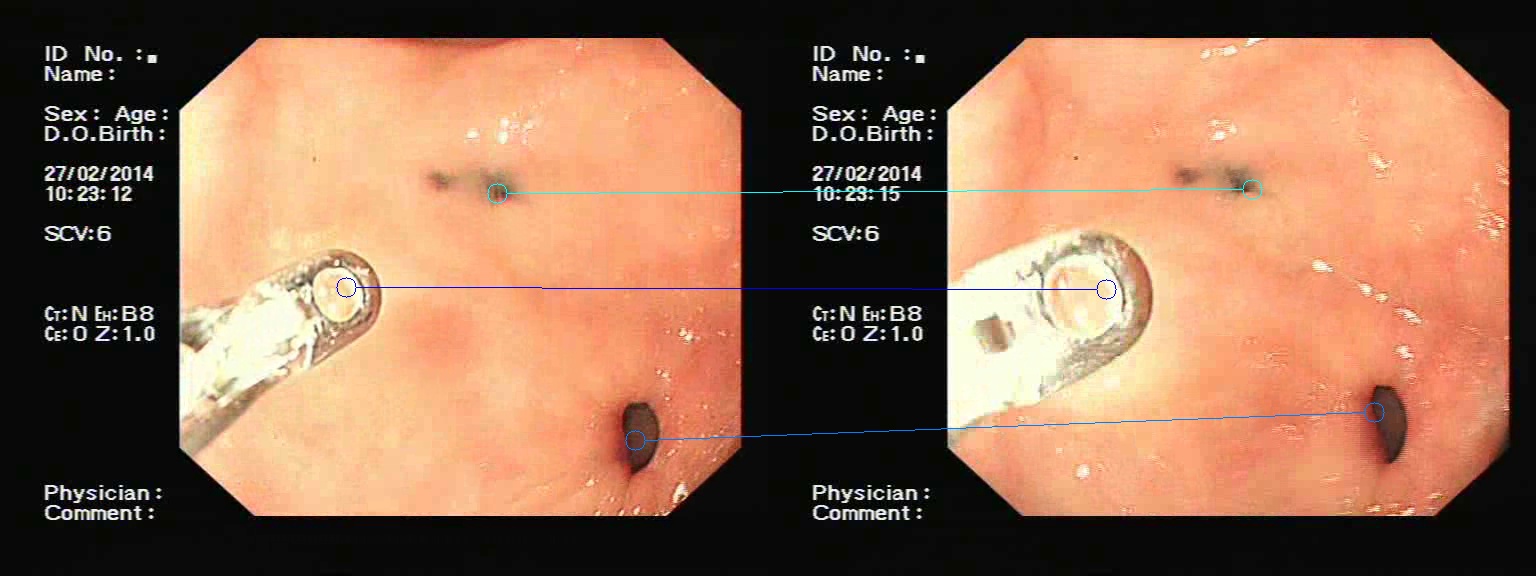 ID No. :
Name:
Sex: Age:
D.O.Birth:
27/02/2014
10:23:12
SCV:6
CT:N EH:B8
CE:0 Z:1.0
Physician:
Comment:
ID No. :
Name:
Sex: Age:
D.O.Birth:
27/02/2014
10:23:15
SCV:6
CT:N EH:B8
CE:0 Z:1.0
Physician:
Comment: